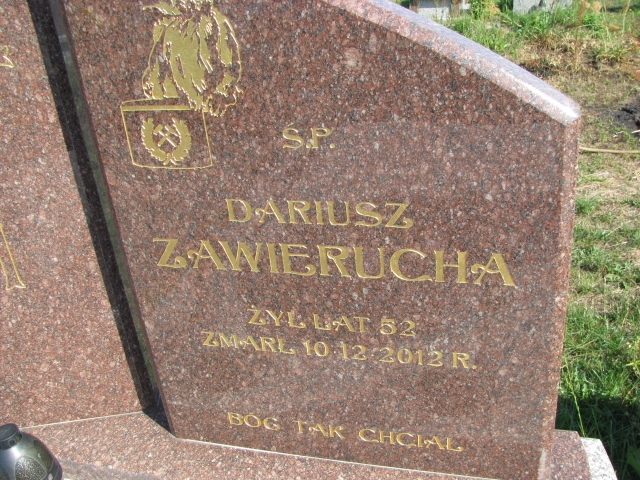 Ś.P.
DARIUSZ
ZAWIERUCHA
ŻYŁ LAT 52
ZMARŁ 10.12.2012 R.
BÓG TAK CHCIAŁ